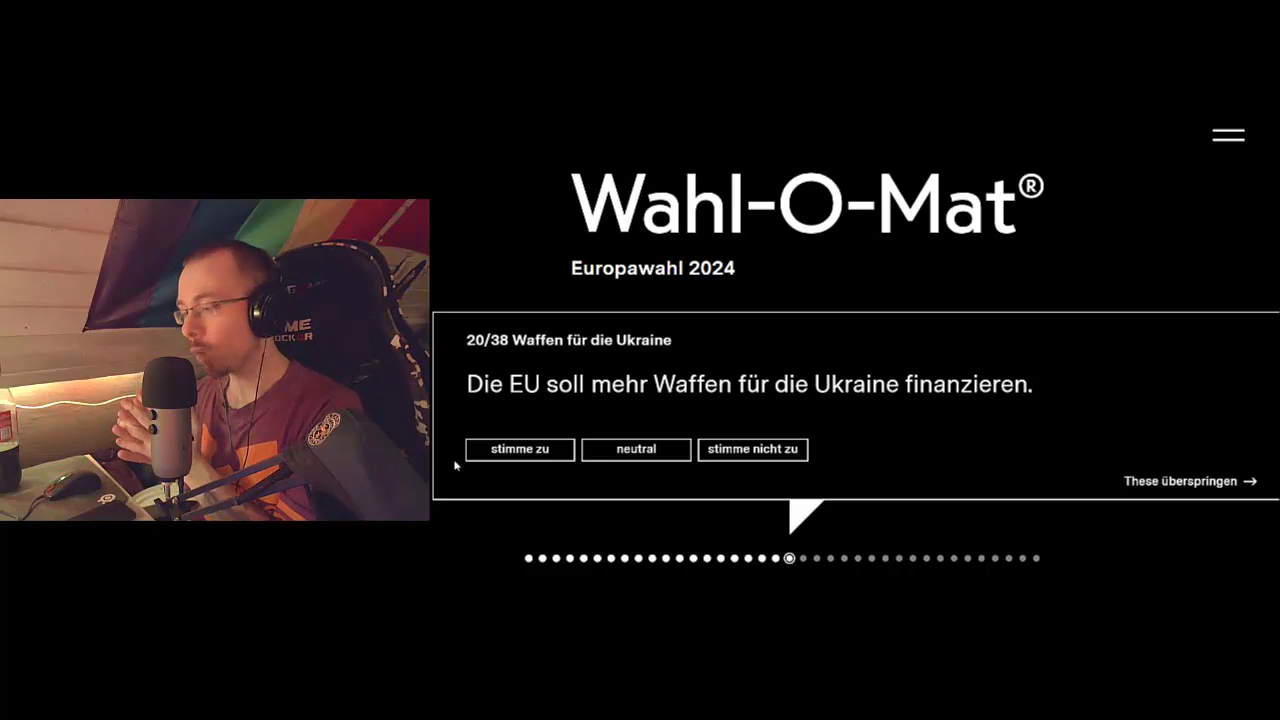 Wahl-O-Mat®
Europawahl 2024
20/38 Waffen für die Ukraine
Die EU soll mehr Waffen für die Ukraine finanzieren.
stimme zu
neutral
stimme nicht zu
These überspringen →